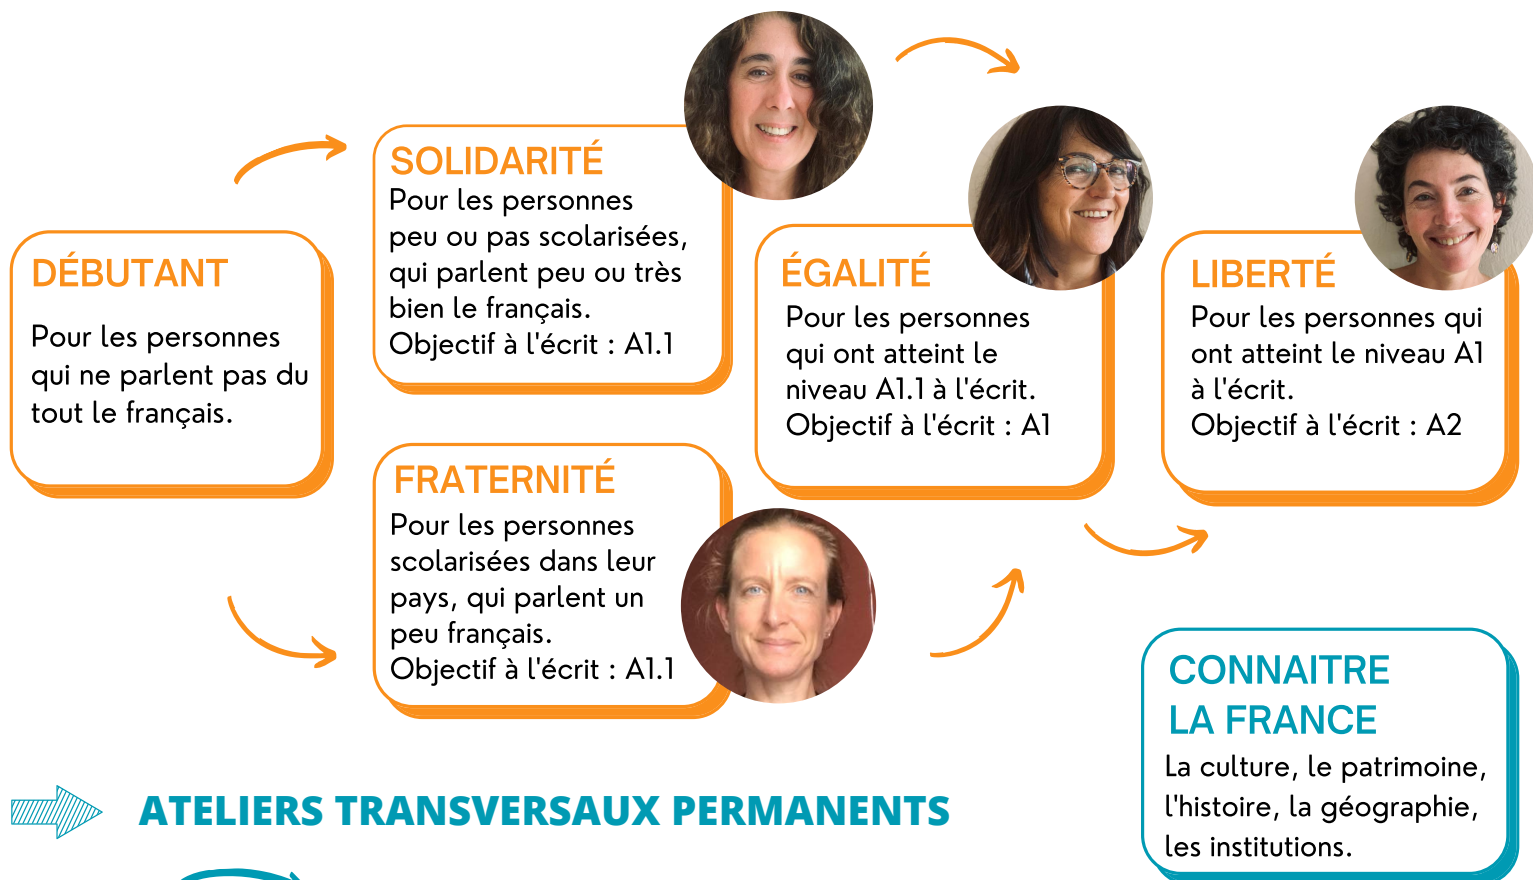 DÉBUTANT
Pour les personnes
qui ne parlent pas du
tout le français.
SOLIDARITÉ
Pour les personnes
peu ou pas scolarisées,
qui parlent peu ou très
bien le français.
Objectif à l'écrit : A1.1
FRATERNITÉ
Pour les personnes
scolarisées dans leur
pays, qui parlent un
peu français.
Objectif à l'écrit : A1.1
ÉGALITÉ
Pour les personnes
qui ont atteint le
niveau A1.1 à l'écrit.
Objectif à l'écrit : A1
LIBERTÉ
Pour les personnes qui
ont atteint le niveau A1
à l'écrit.
Objectif à l'écrit : A2
CONNAITRE
LA FRANCE
La culture, le patrimoine,
l'histoire, la géographie,
les institutions.
ATELIERS TRANSVERSAUX PERMANENTS